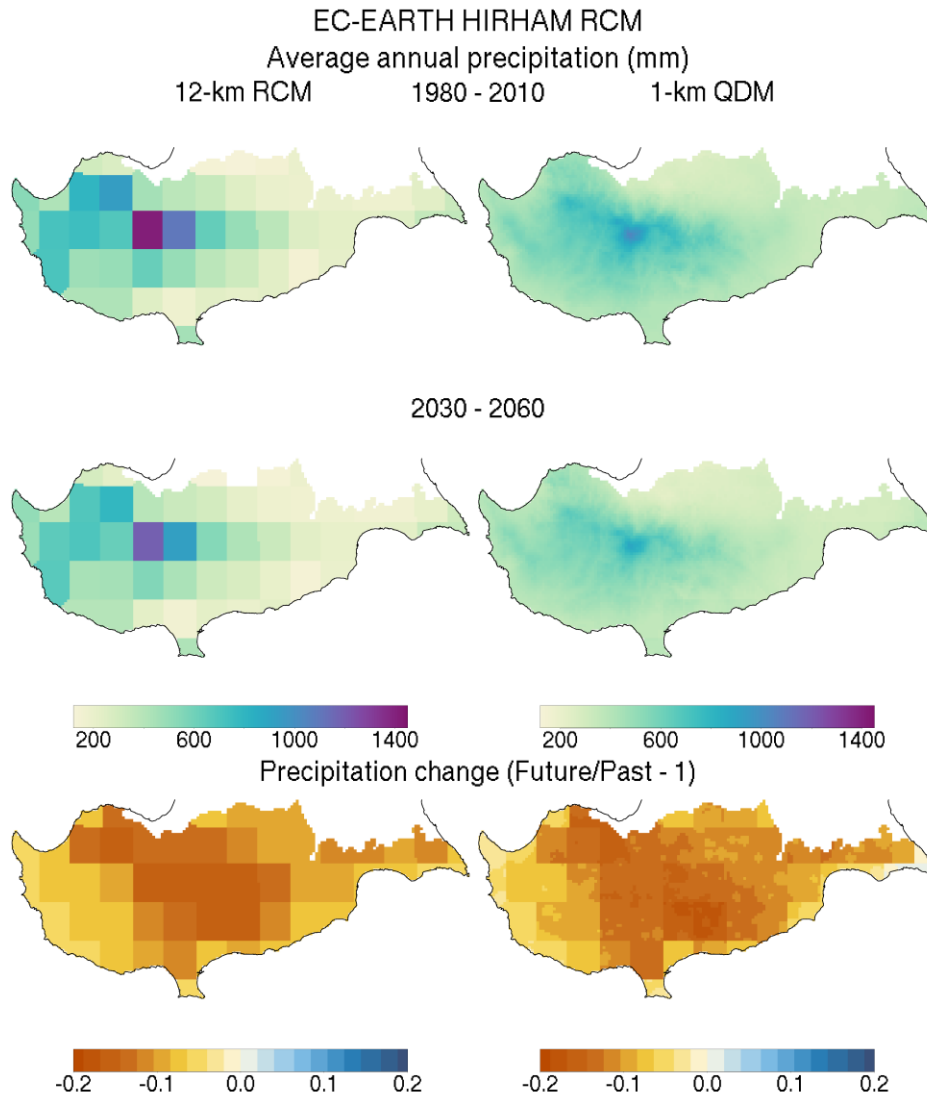 EC-EARTH HIRHAM RCM
Average annual precipitation (mm)
12-km RCM 1980 - 2010 1-km QDM
2030 - 2060
200 600 1000 1400 200 600 1000 1400
Precipitation change (Future/Past - 1)
-0.2 -0.1 0.0 0.1 0.2 -0.2 -0.1 0.0 0.1 0.2